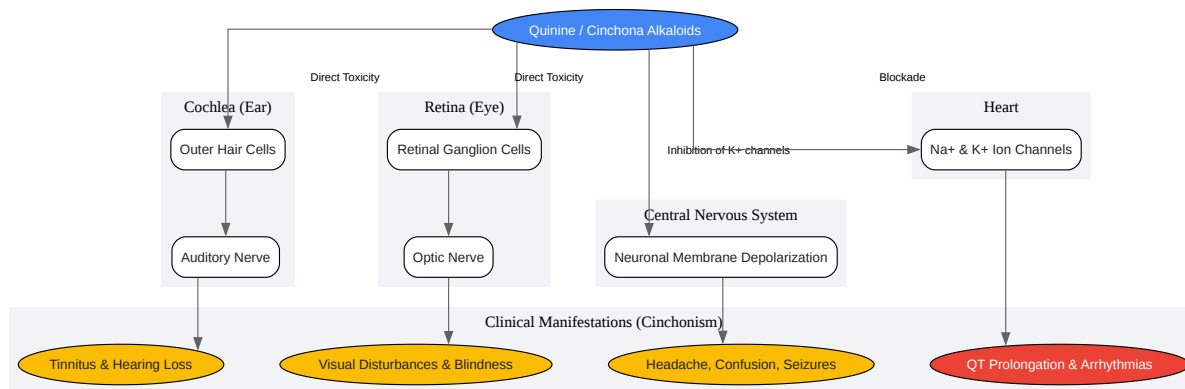 Quinine / Cinchona Alkaloids
Direct Toxicity
Direct Toxicity
Blockade
Cochlea (Ear)
Retina (Eye)
Heart
Outer Hair Cells
Retinal Ganglion Cells
Inhibition of K+ channels
Na+ & K+ Ion Channels
Central Nervous System
Auditory Nerve
Optic Nerve
Neuronal Membrane Depolarization
Clinical Manifestations (Cinchonism)
Tinnitus & Hearing Loss
Visual Disturbances & Blindness
Headache, Confusion, Seizures
QT Prolongation & Arrhythmias